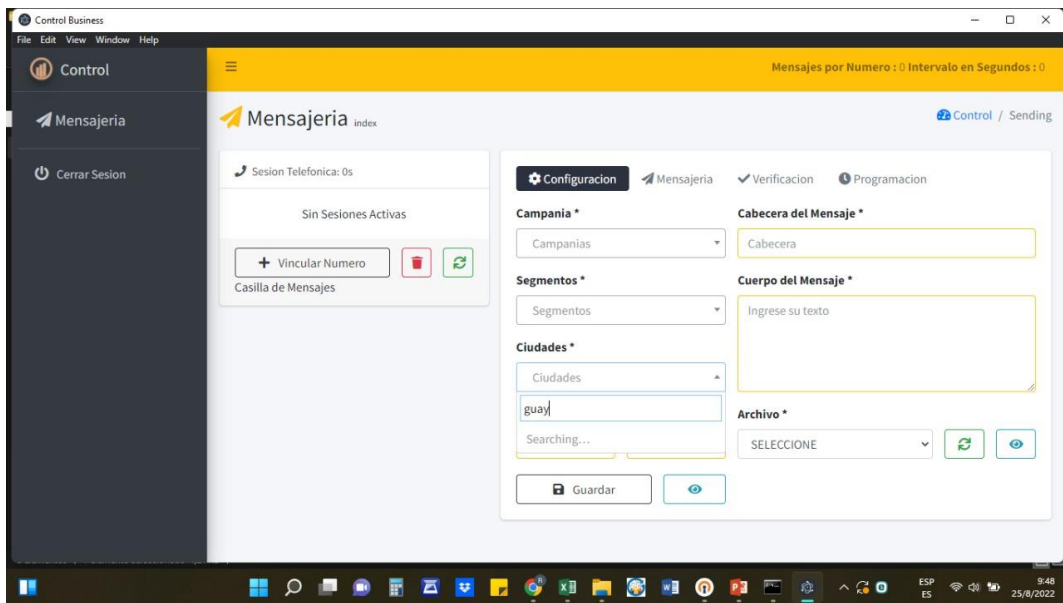 Control Business
File Edit View Window Help
Control
Mensajes por Numero : 0 Intervalo en Segundos : 0
Mensajeria
Cerrar Sesion
Mensajeria index
Control / Sending
Sesion Telefonica: 0s
Sin Sesiones Activas
Vincular Numero
Casilla de Mensajes
Configuracion Mensajeria Verificacion Programacion
Campania *
Campanias
Segmentos *
Segmentos
Ciudades *
Ciudades
guay
Searching...
Guardar
Cabecera del Mensaje *
Cabecera
Cuerpo del Mensaje *
Ingrese su texto
Archivo *
SELECCIONE
ESP
ES
9:48
25/8/2022